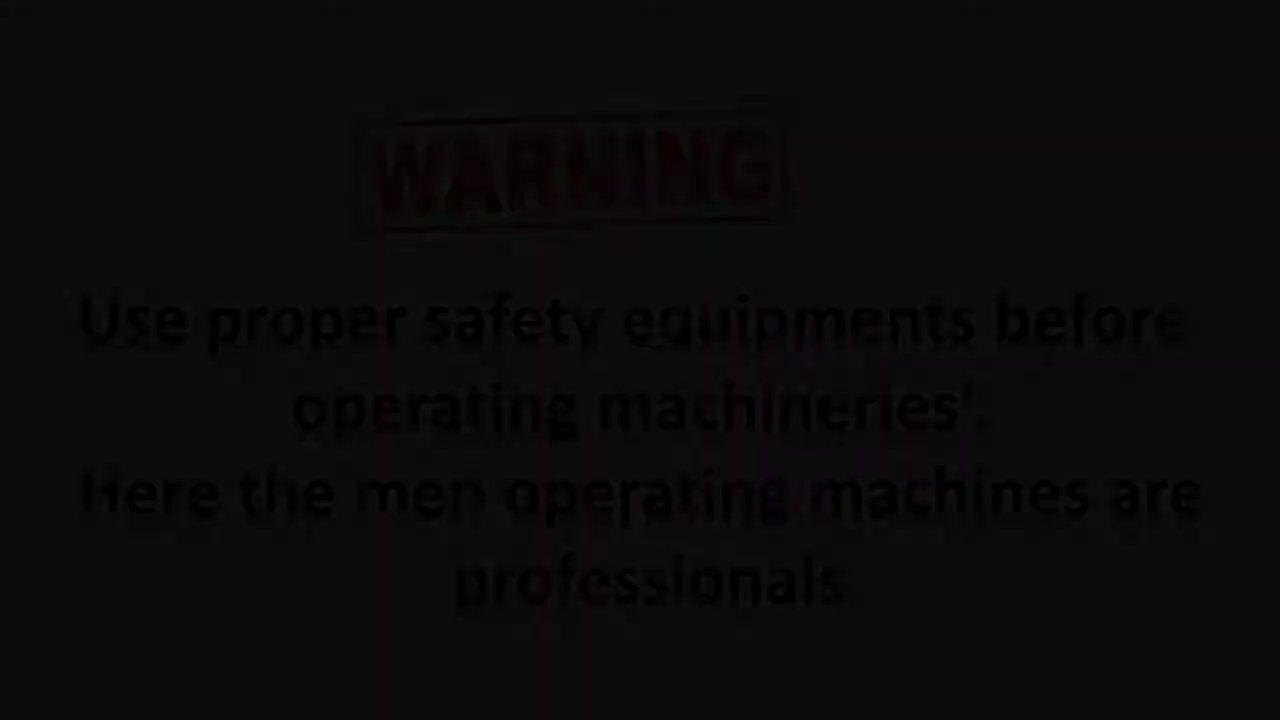 WARNING
Use proper safety equipments before
operating machineries'.
Here the men operating machines are
professionals